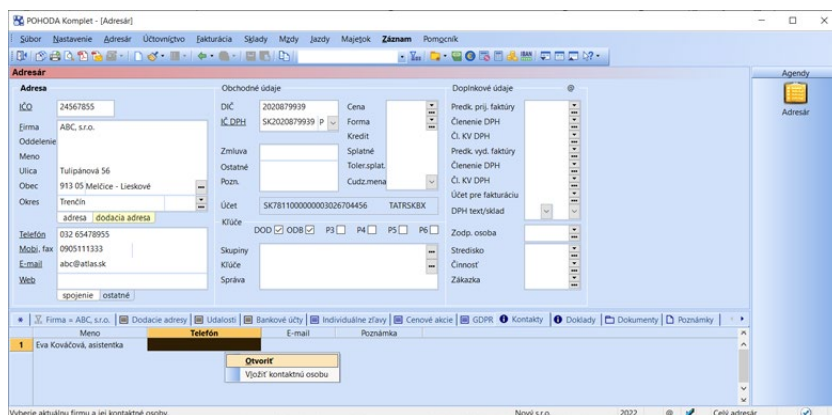 POHODA Komplet - [Adresár]
Súbor Nastavenie Adresár Účtovníctvo Fakturácia Sklady Mzdy Jazdy Majetok Záznam Pomocník
Adresár
Agendy
Adresár
Adresa
IČO 24567855
Firma ABC, s.r.o.
Oddelenie
Meno
Ulica Tulipánová 56
Obec 913 05 Melčice - Lieskové
Okres Trenčín
adresa dodacia adresa
Telefón 032 65478955
Mobil, fax 0905111333
E-mail abc@atlas.sk
Web
spojenie ostatné
Obchodné údaje
DIČ 2020879939 Cena
IČ DPH SK2020879939 P Forma
Kredit
Zmluva Splatné
Ostatné Toler.splat.
Pozn. Cudz.mena
Účet SK7811000000003026704456 TATRSKBX
Kľúče DOD ODB P3 P4 P5 P6
Skupiny
Kľúče
Správa
Doplnkové údaje @
Predk. prij. faktúry
Členenie DPH
Čl. KV DPH
Predk. vyd. faktúry
Členenie DPH
Čl. KV DPH
Účet pre fakturáciu
DPH text/sklad
Zodp. osoba
Stredisko
Činnosť
Zákazka
Firma = ABC, s.r.o. Dodacie adresy Udalosti Bankové účty Individuálne zľavy Cenové akcie GDPR Kontakty Doklady Dokumenty Poznámky
Meno Telefón E-mail Poznámka
1 Eva Kováčová, asistentka
Otvoriť
Vložiť kontaktnú osobu
Vyberie aktuálnu firmu a jej kontaktné osoby. Nový s.r.o. 2022 @ Celý adresár